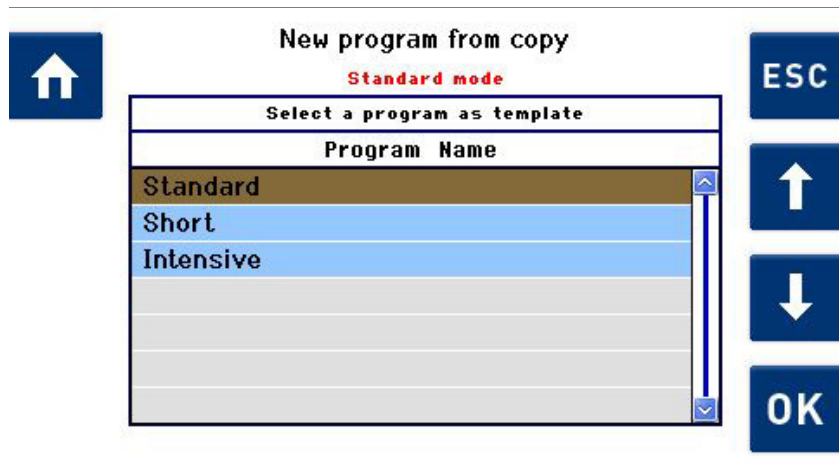 New program from copy
Standard mode
ESC
Select a program as template
Program Name
Standard
Short
Intensive
OK